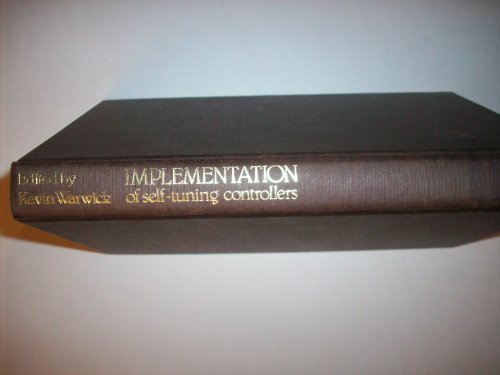 Edited by
Kevin Warwick
IMPLEMENTATION
of self-tuning controllers